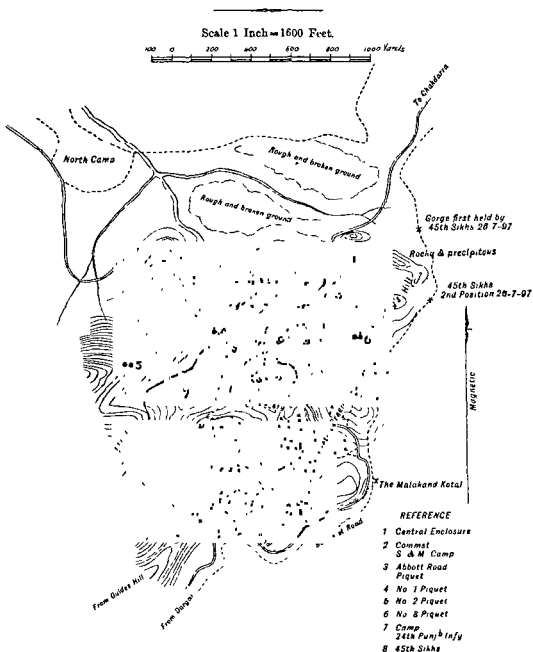 Scale 1 Inch = 1600 Feet.
100 0 200 400 600 800 1000 Yards
To Chakdarra
North Camp
Rough and broken ground
Rough and broken ground
Gorge first held by
45th Sikhs 26 7-97
Rocky & precipitous
Hill
45th Sikhs
2nd Position 26-7-97
5
6
Magnetic
The Malakand Kotal
Road
From Guides Hill
From Dargai
REFERENCE
1 Central Enclosure
2 Commst
S & M Camp
3 Abbott Road
Piquet
4 No 1 Piquet
5 No 2 Piquet
6 No 8 Piquet
7 Camp
24th Punjb Infy
8 45th Sikhs